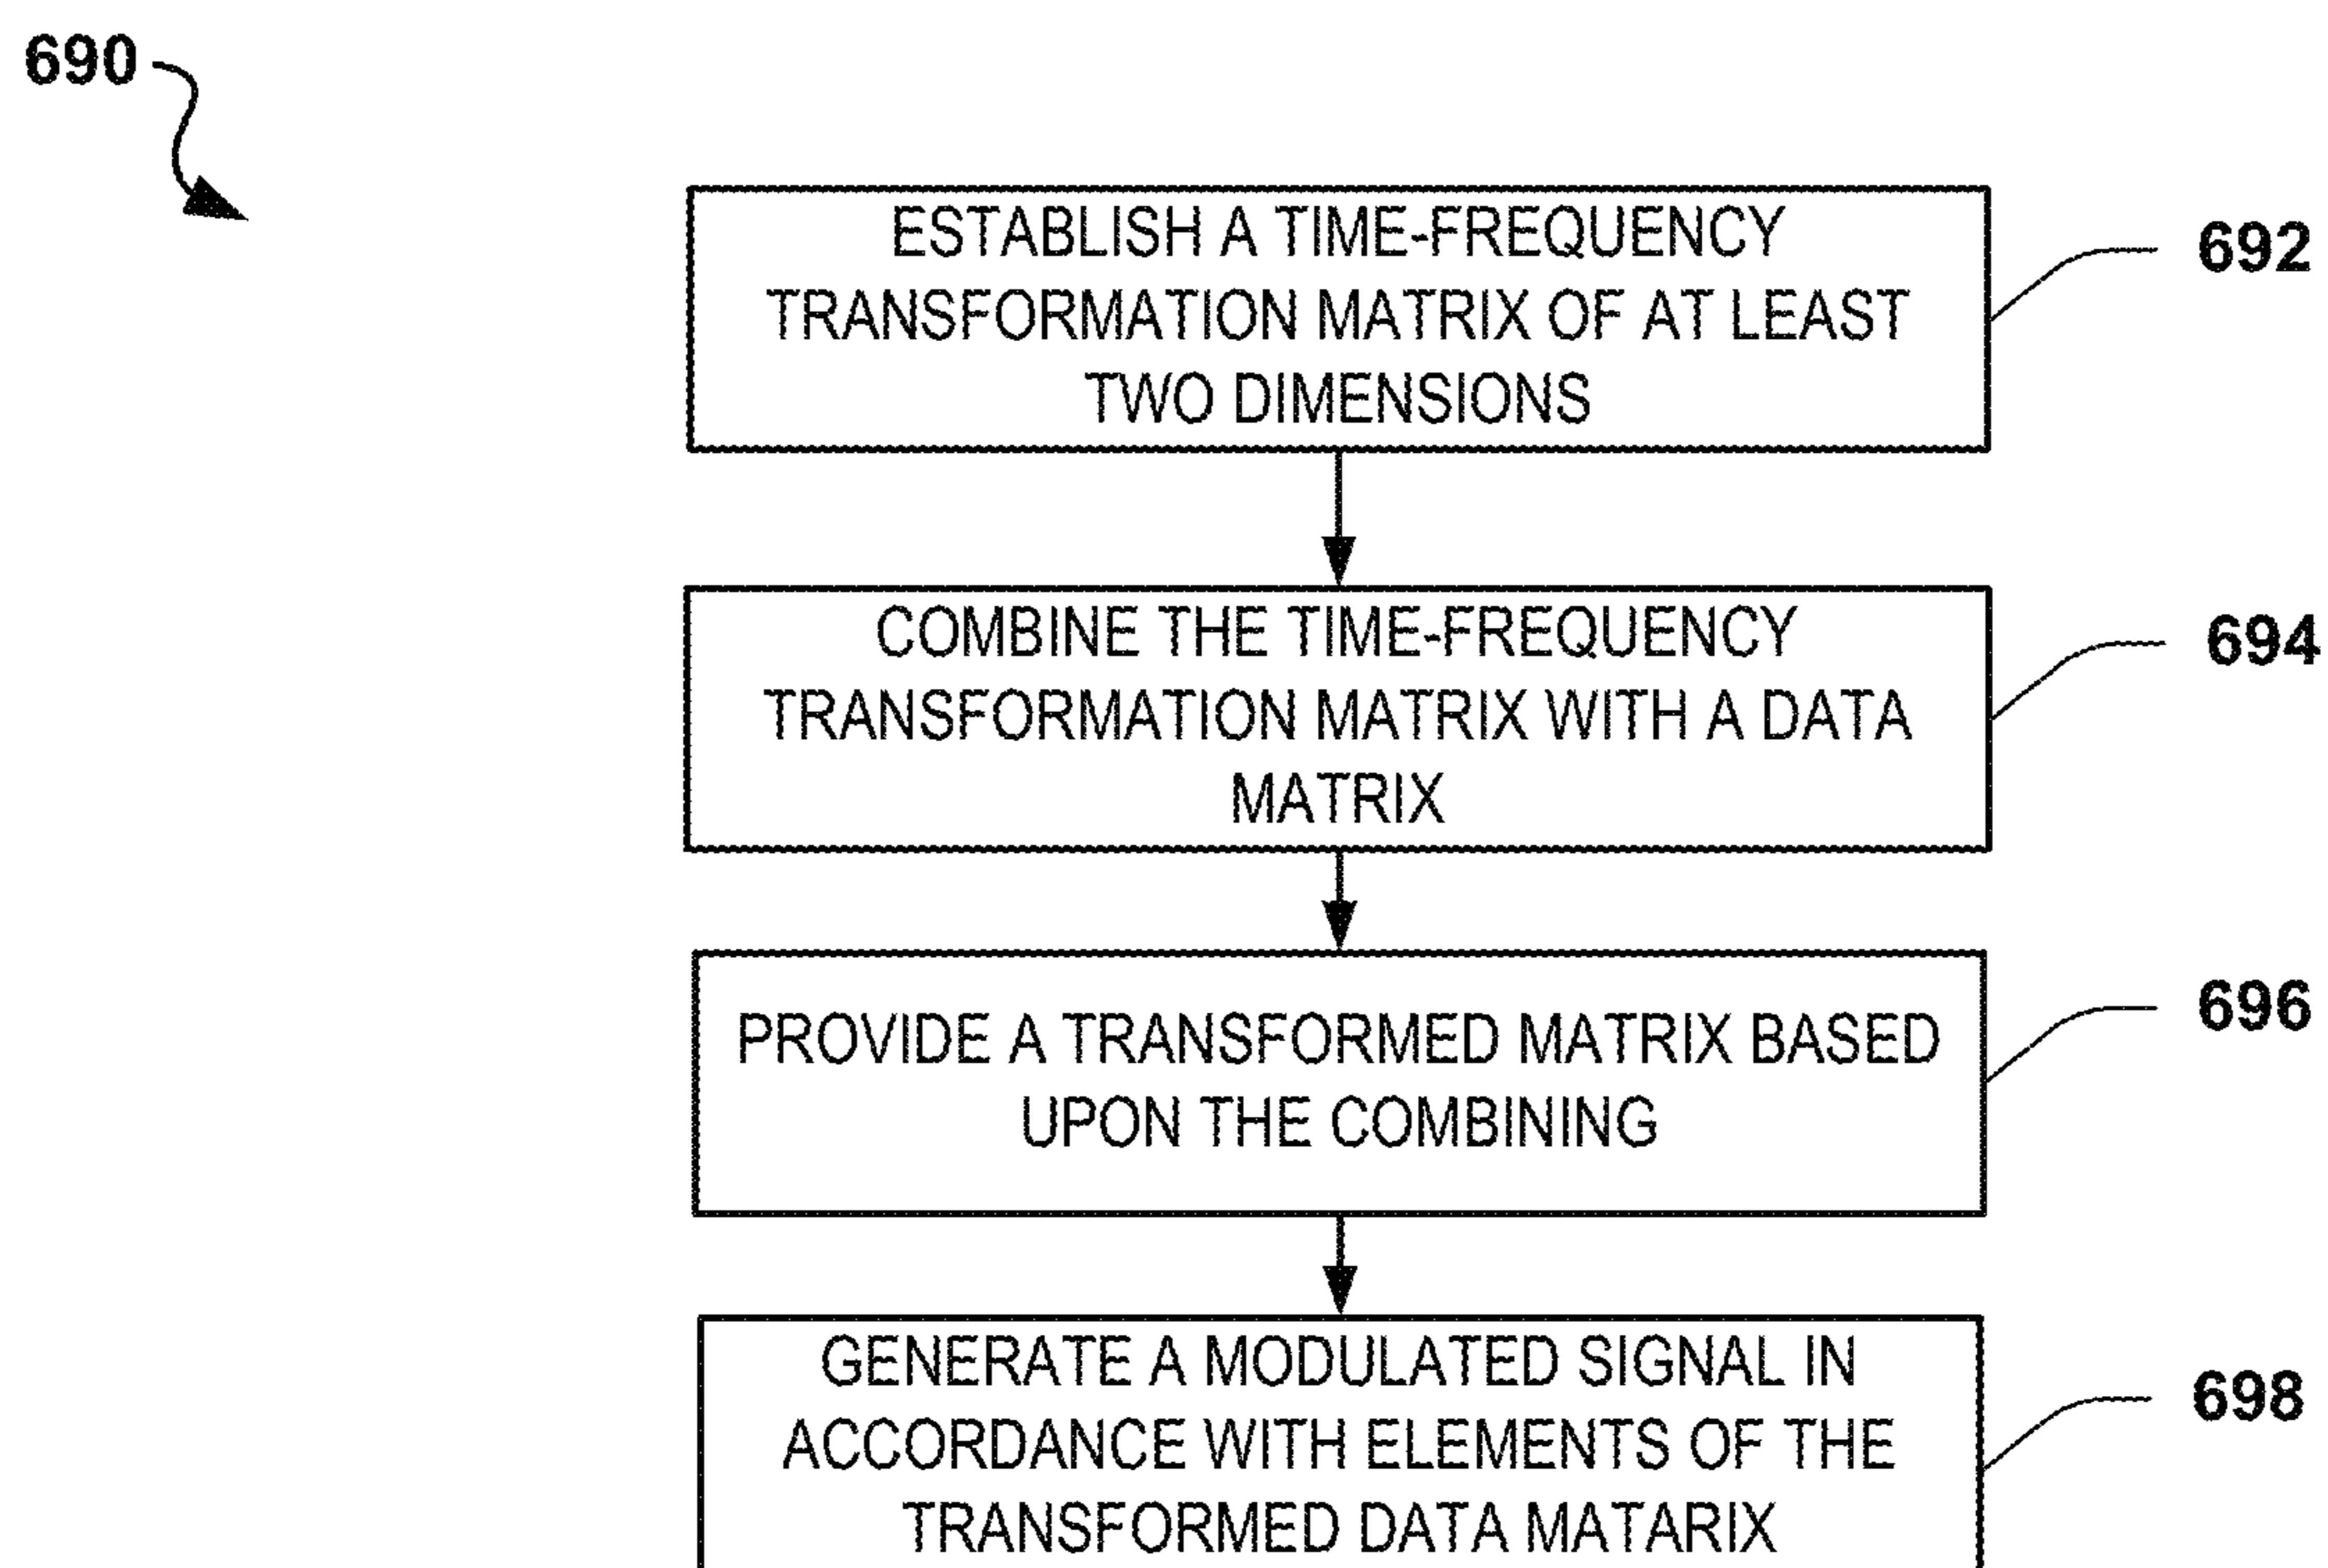 690
ESTABLISH A TIME-FREQUENCY
TRANSFORMATION MATRIX OF AT LEAST
TWO DIMENSIONS
692
COMBINE THE TIME-FREQUENCY
TRANSFORMATION MATRIX WITH A DATA
MATRIX
694
PROVIDE A TRANSFORMED MATRIX BASED
UPON THE COMBINING
696
GENERATE A MODULATED SIGNAL IN
ACCORDANCE WITH ELEMENTS OF THE
TRANSFORMED DATA MATARIX
698